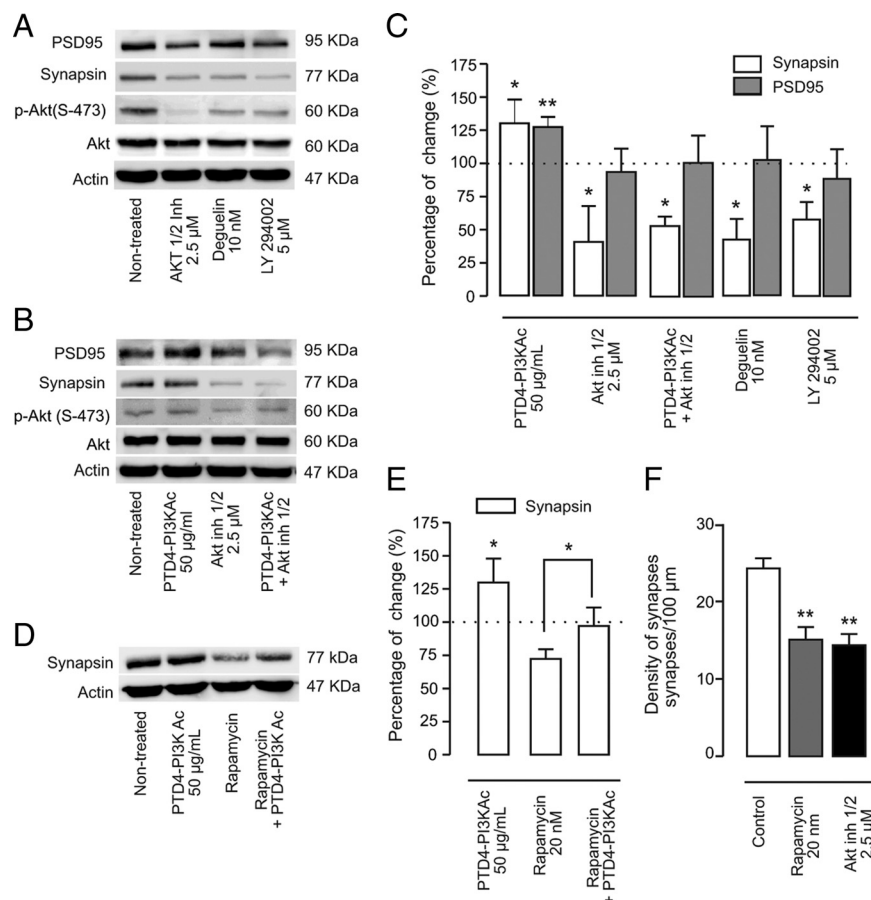 A
PSD95 95 KDa
Synapsin 77 KDa
p-Akt(S-473) 60 KDa
Akt 60 KDa
Actin 47 KDa
Non-treated
AKT 1/2 Inh
2.5 µM
Deguelin
10 nM
LY 294002
5 µM
B
PSD95 95 KDa
Synapsin 77 KDa
p-Akt (S-473) 60 KDa
Akt 60 KDa
Actin 47 KDa
Non-treated
PTD4-PI3KAc
50 µg/ml
Akt inh 1/2
2.5 µM
PTD4-PI3KAc
+ Akt inh 1/2
D
Synapsin 77 kDa
Actin 47 KDa
Non-treated
PTD4-PI3K Ac
50 µg/mL
Rapamycin
Rapamycin
+ PTD4-PI3K Ac
C
Synapsin
PSD95
Percentage of chamge (%)
175
150
125
100
75
50
25
0
*
**
*
*
*
*
PTD4-PI3KAc
50 µg/mL
Akt inh 1/2
2.5 µM
PTD4-PI3KAc
+ Akt inh 1/2
Deguelin
10 nM
LY 294002
5 µM
E
Synapsin
Percentage of change (%)
175
150
125
100
75
50
25
0
*
*
PTD4-PI3KAc
50 µg/mL
Rapamycin
20 nM
Rapamycin
+ PTD4-PI3KAc
F
Density of synapses
synapses/100 µm
30
20
10
0
**
**
Control
Rapamycin
20 nm
Akt inh 1/2
2.5 µM